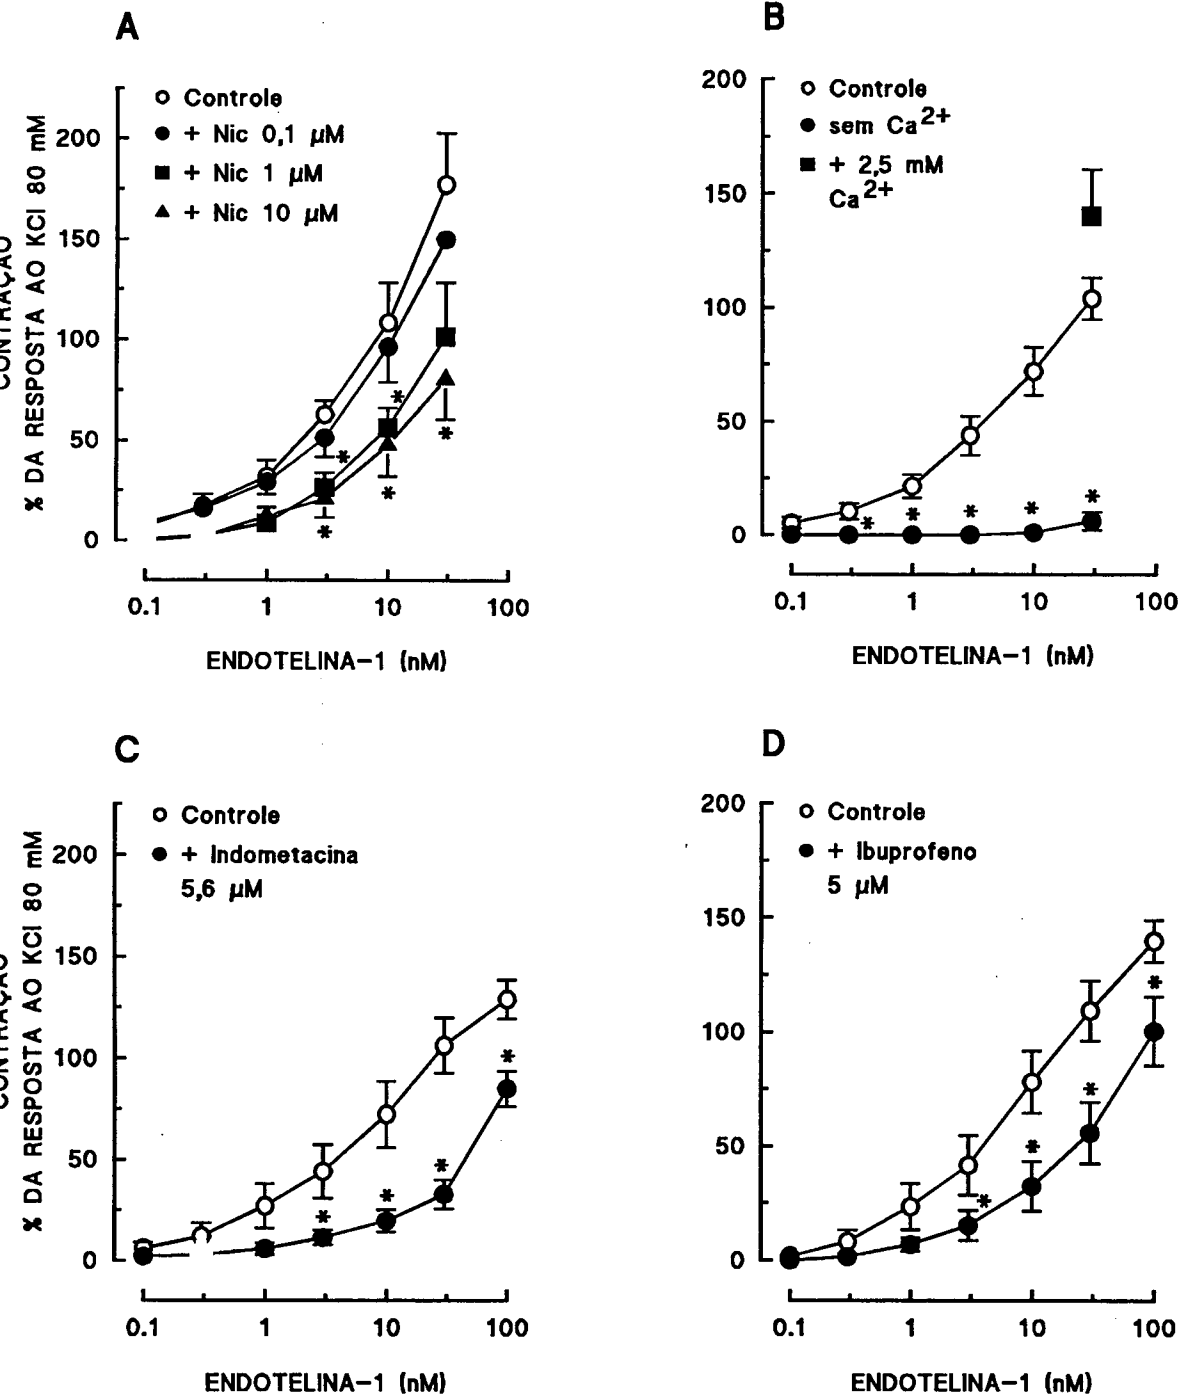 A
CONTRAÇÃO
% DA RESPOSTA AO KCl 80 mM
Controle
+ Nic 0,1 µM
+ Nic 1 µM
+ Nic 10 µM
200
150
100
50
0
*
*
*
*
*
0.1 1 10 100
ENDOTELINA-1 (nM)
B
Controle
sem Ca2+
+ 2,5 mM
Ca2+
200
150
100
50
0
* * * * *
0.1 1 10 100
ENDOTELINA-1 (nM)
C
CONTRAÇÃO
% DA RESPOSTA AO KCl 80 mM
Controle
+ Indometacina
5,6 µM
200
150
100
50
0
* * * *
0.1 1 10 100
ENDOTELINA-1 (nM)
D
Controle
+ Ibuprofeno
5 µM
200
150
100
50
0
* * * *
0.1 1 10 100
ENDOTELINA-1 (nM)